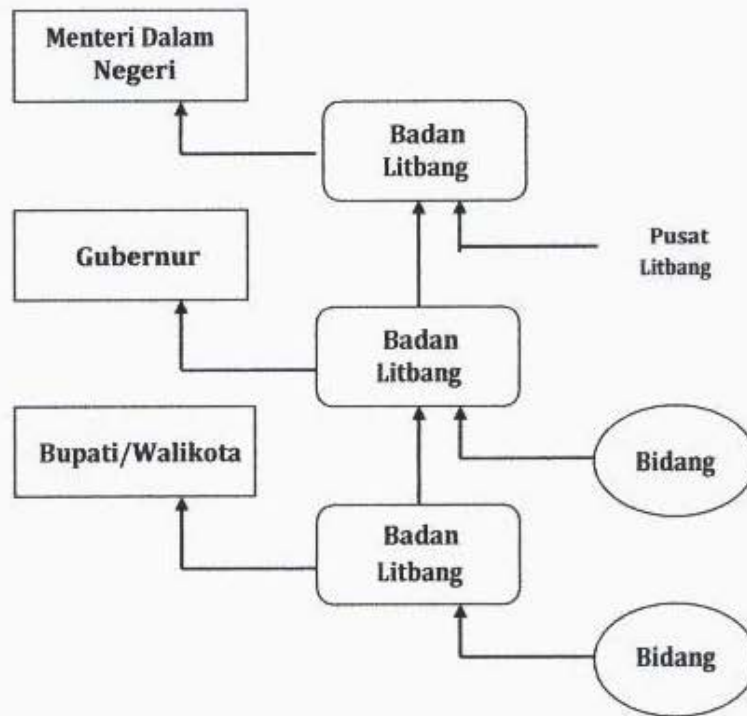 Menteri Dalam
Negeri
Badan
Litbang
Pusat
Litbang
Gubernur
Badan
Litbang
Bupati/Walikota
Bidang
Badan
Litbang
Bidang